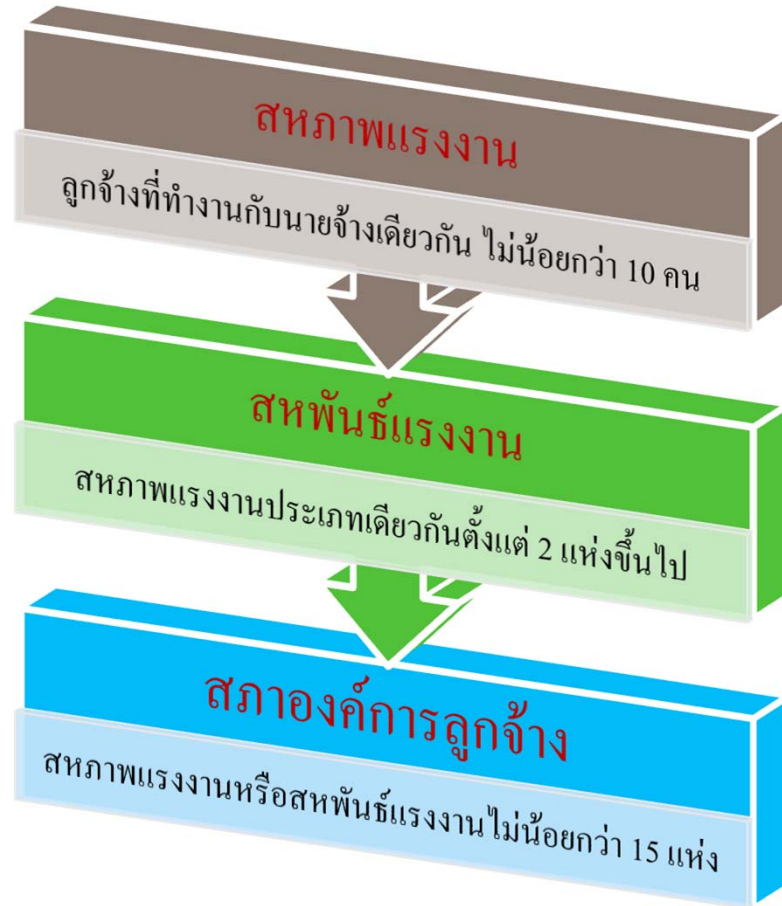 สหภาพแรงงาน
ลูกจ้างที่ทำงานกับนายจ้างเดียวกัน ไม่น้อยกว่า 10 คน
สหพันธ์แรงงาน
สหภาพแรงงานประเภทเดียวกันตั้งแต่ 2 แห่งขึ้นไป
สภาองค์การลูกจ้าง
สหภาพแรงงานหรือสหพันธ์แรงงานไม่น้อยกว่า 15 แห่ง